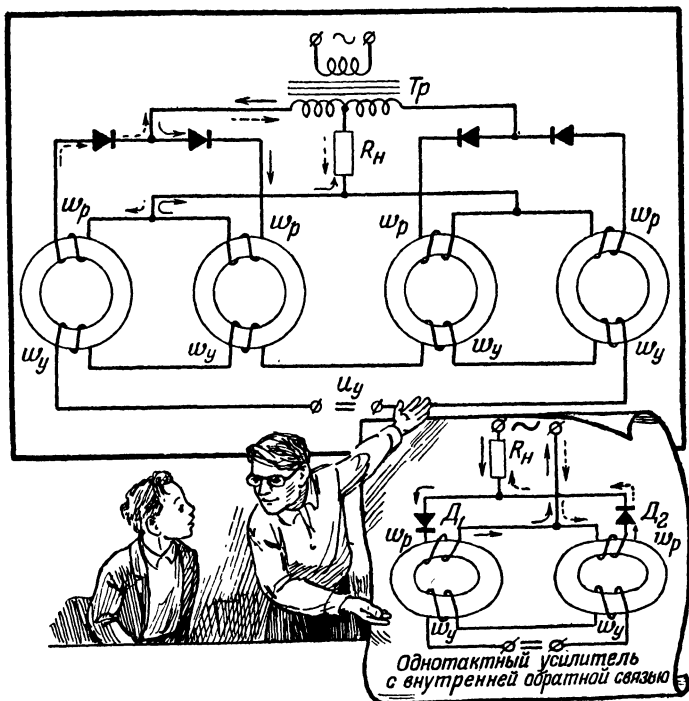 ~
Тр
Rн
wр wр wр wр
wу wу wу wу
uу
=
~
Rн
Д1 Д2
wр wр
wу wу
=
Однотактный усилитель
с внутренней обратной связью